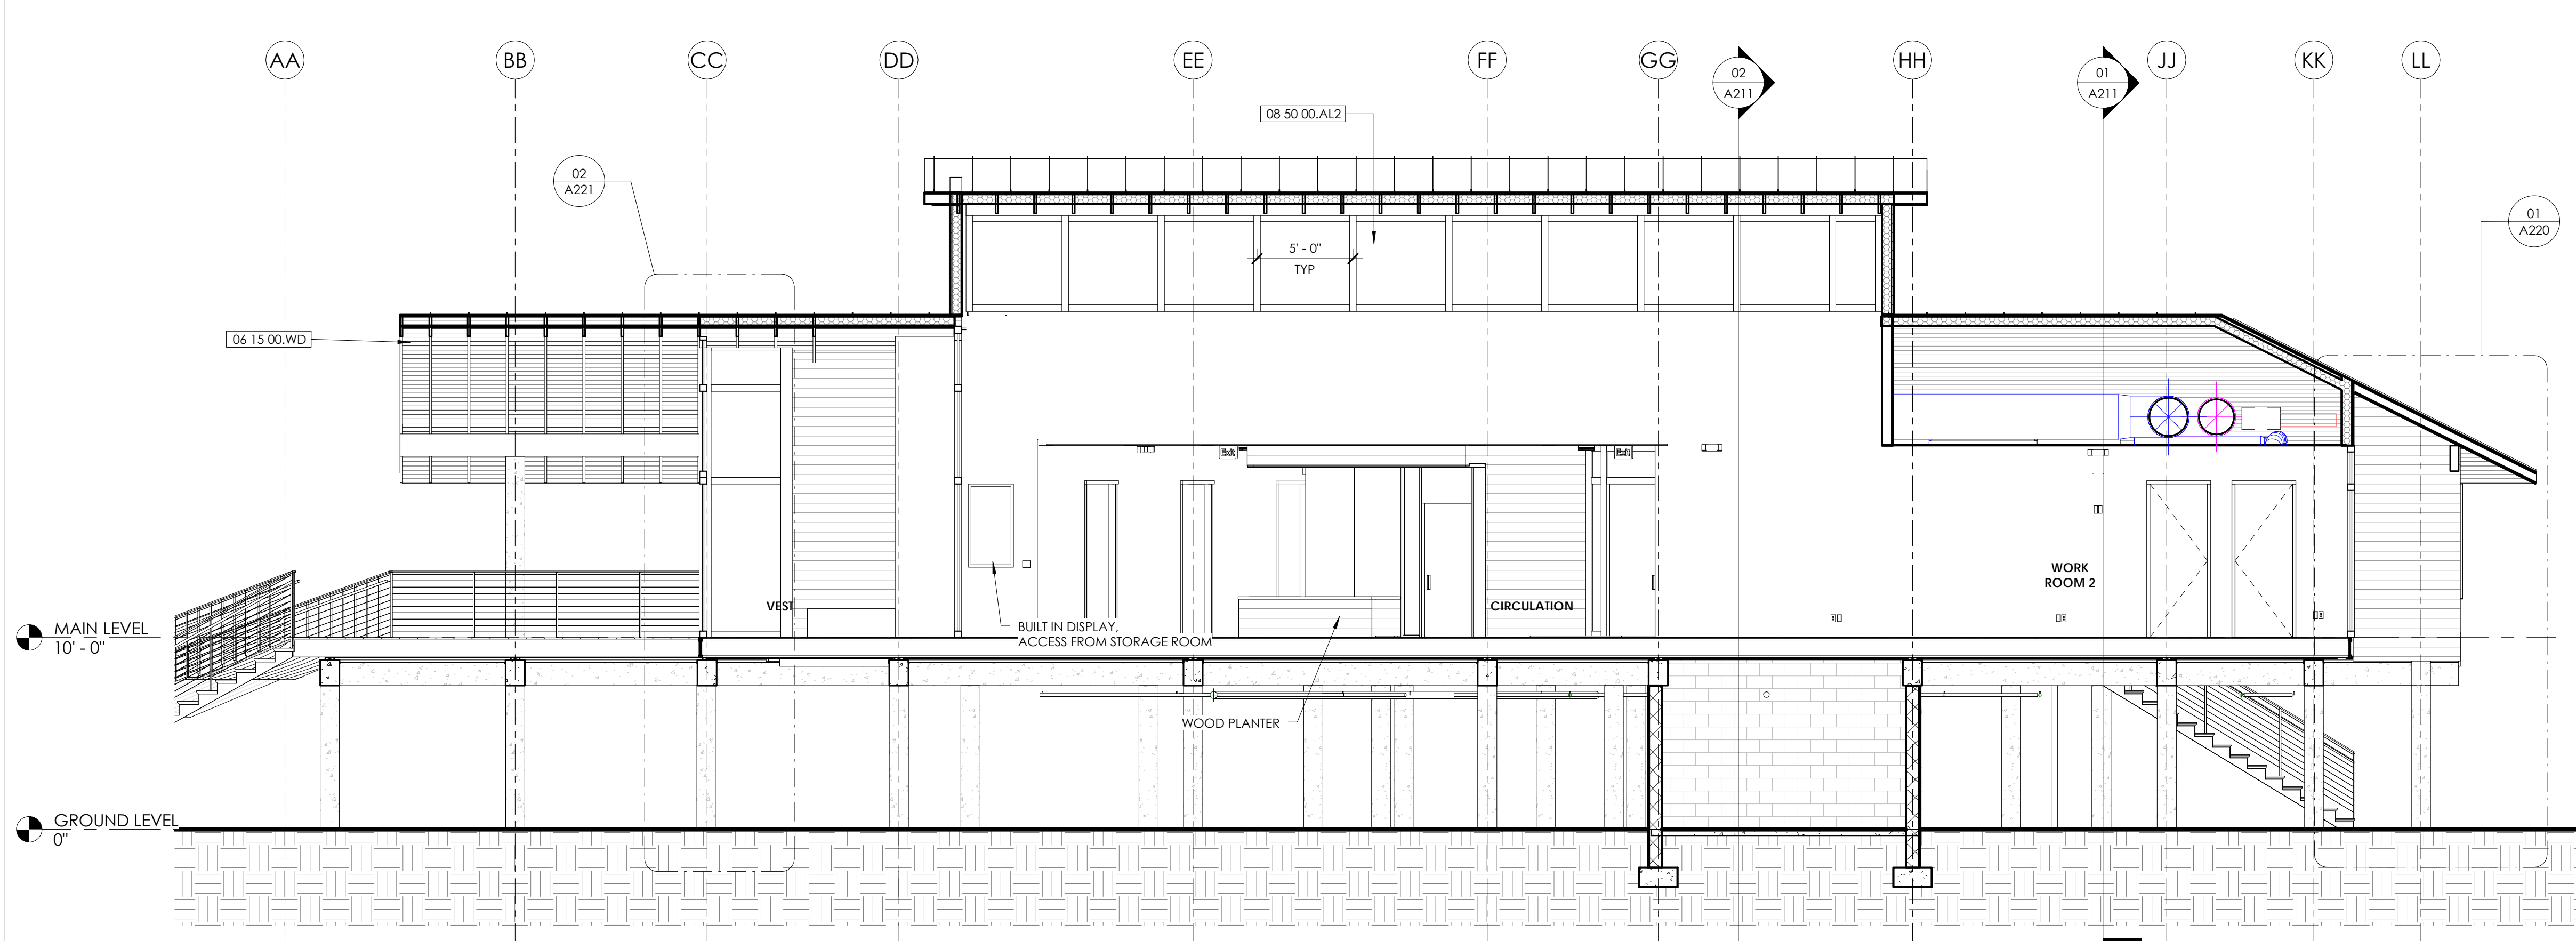 AA
BB
CC
DD
EE
FF
GG
02
A211
HH
01
A211
JJ
KK
LL
08 50 00.AL2
02
A221
01
A220
5' - 0"
TYP
06 15 00.WD
Exit
Exit
WORK
ROOM 2
VEST
CIRCULATION
BUILT IN DISPLAY,
ACCESS FROM STORAGE ROOM
MAIN LEVEL
10' - 0"
WOOD PLANTER
GROUND LEVEL
0"